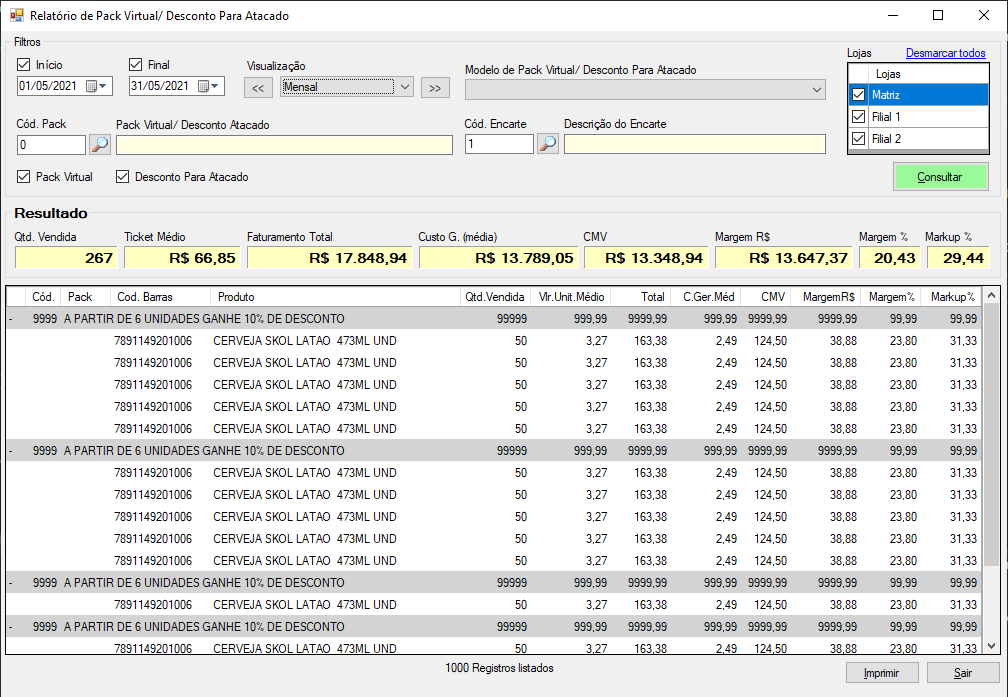 Relatório de Pack Virtual/ Desconto Para Atacado
Filtros
Início Final Visualização Modelo de Pack Virtual/ Desconto Para Atacado Lojas Desmarcar todos
01/05/2021 31/05/2021 << Mensal >>
Lojas
Matriz
Filial 1
Filial 2
Cód. Pack Pack Virtual/ Desconto Atacado Cód. Encarte Descrição do Encarte
0 1
Pack Virtual Desconto Para Atacado Consultar
Resultado
Qtd. Vendida Ticket Médio Faturamento Total Custo G. (média) CMV Margem R$ Margem % Markup %
267 R$ 66,85 R$ 17.848,94 R$ 13.789,05 R$ 13.348,94 R$ 13.647,37 20,43 29,44
Cód. Pack Cod. Barras Produto Qtd.Vendida Vlr.Unit.Médio Total C.Ger.Méd CMV MargemR$ Margem% Markup%
- 9999 A PARTIR DE 6 UNIDADES GANHE 10% DE DESCONTO 99999 999,99 9999,99 999,99 9999,99 9999,99 99,99 99,99
7891149201006 CERVEJA SKOL LATAO 473ML UND 50 3,27 163,38 2,49 124,50 38,88 23,80 31,33
7891149201006 CERVEJA SKOL LATAO 473ML UND 50 3,27 163,38 2,49 124,50 38,88 23,80 31,33
7891149201006 CERVEJA SKOL LATAO 473ML UND 50 3,27 163,38 2,49 124,50 38,88 23,80 31,33
7891149201006 CERVEJA SKOL LATAO 473ML UND 50 3,27 163,38 2,49 124,50 38,88 23,80 31,33
7891149201006 CERVEJA SKOL LATAO 473ML UND 50 3,27 163,38 2,49 124,50 38,88 23,80 31,33
- 9999 A PARTIR DE 6 UNIDADES GANHE 10% DE DESCONTO 99999 999,99 9999,99 999,99 9999,99 9999,99 99,99 99,99
7891149201006 CERVEJA SKOL LATAO 473ML UND 50 3,27 163,38 2,49 124,50 38,88 23,80 31,33
7891149201006 CERVEJA SKOL LATAO 473ML UND 50 3,27 163,38 2,49 124,50 38,88 23,80 31,33
7891149201006 CERVEJA SKOL LATAO 473ML UND 50 3,27 163,38 2,49 124,50 38,88 23,80 31,33
7891149201006 CERVEJA SKOL LATAO 473ML UND 50 3,27 163,38 2,49 124,50 38,88 23,80 31,33
7891149201006 CERVEJA SKOL LATAO 473ML UND 50 3,27 163,38 2,49 124,50 38,88 23,80 31,33
- 9999 A PARTIR DE 6 UNIDADES GANHE 10% DE DESCONTO 99999 999,99 9999,99 999,99 9999,99 9999,99 99,99 99,99
7891149201006 CERVEJA SKOL LATAO 473ML UND 50 3,27 163,38 2,49 124,50 38,88 23,80 31,33
- 9999 A PARTIR DE 6 UNIDADES GANHE 10% DE DESCONTO 99999 999,99 9999,99 999,99 9999,99 9999,99 99,99 99,99
7891149201006 CERVEJA SKOL LATAO 473ML UND 50 3,27 163,38 2,49 124,50 38,88 23,80 31,33
1000 Registros listados
Imprimir Sair